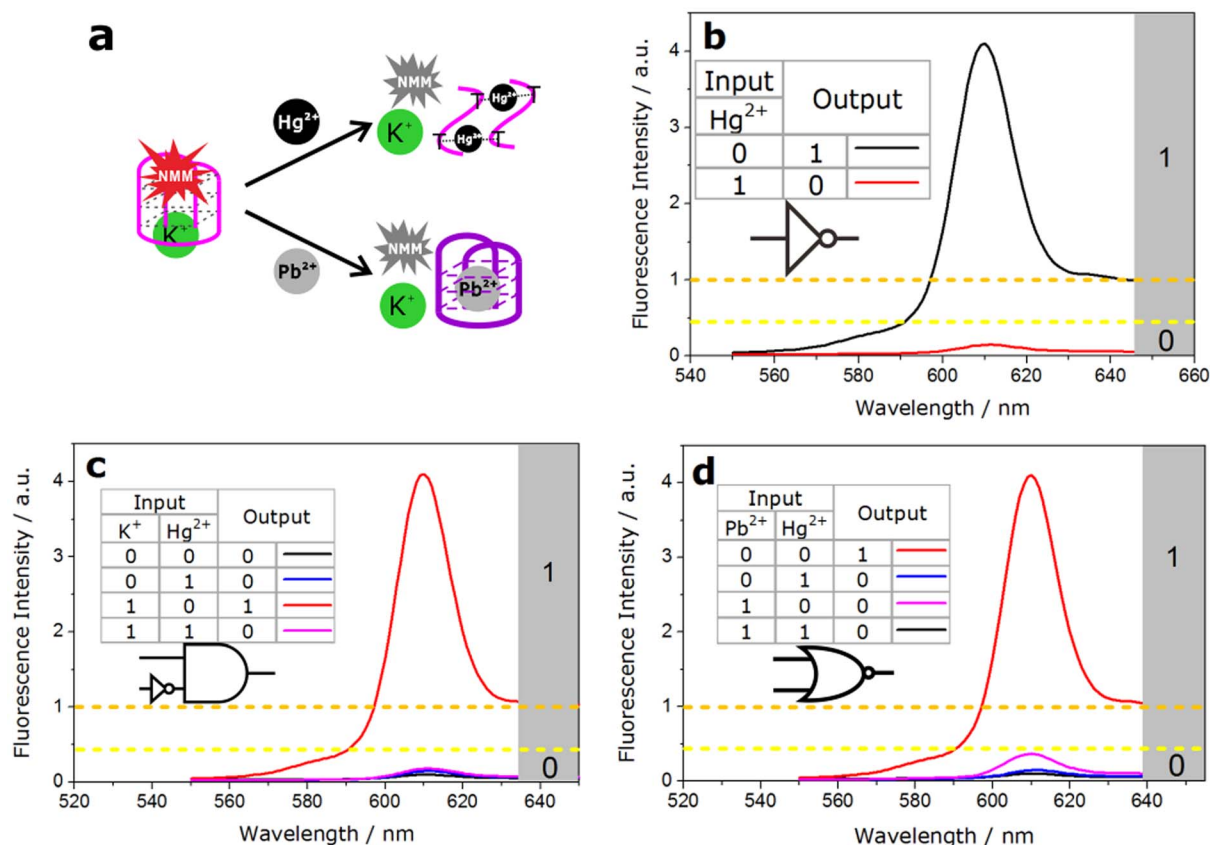 a
NMM
K⁺
Hg²⁺
Pb²⁺
NMM
K⁺
T Hg²⁺ T
T Hg²⁺ T
NMM
K⁺
Pb²⁺
b
Fluorescence Intensity / a.u.
4
3
2
1
0
Input Output
Hg²⁺
0 1
1 0
1
0
540 560 580 600 620 640 660
Wavelength / nm
c
Fluorescence Intensity / a.u.
4
3
2
1
0
Input Output
K⁺ Hg²⁺
0 0 0
0 1 0
1 0 1
1 1 0
1
0
520 540 560 580 600 620 640
Wavelength / nm
d
Fluorescence Intensity / a.u.
4
3
2
1
0
Input Output
Pb²⁺ Hg²⁺
0 0 1
0 1 0
1 0 0
1 1 0
1
0
520 540 560 580 600 620 640
Wavelength / nm